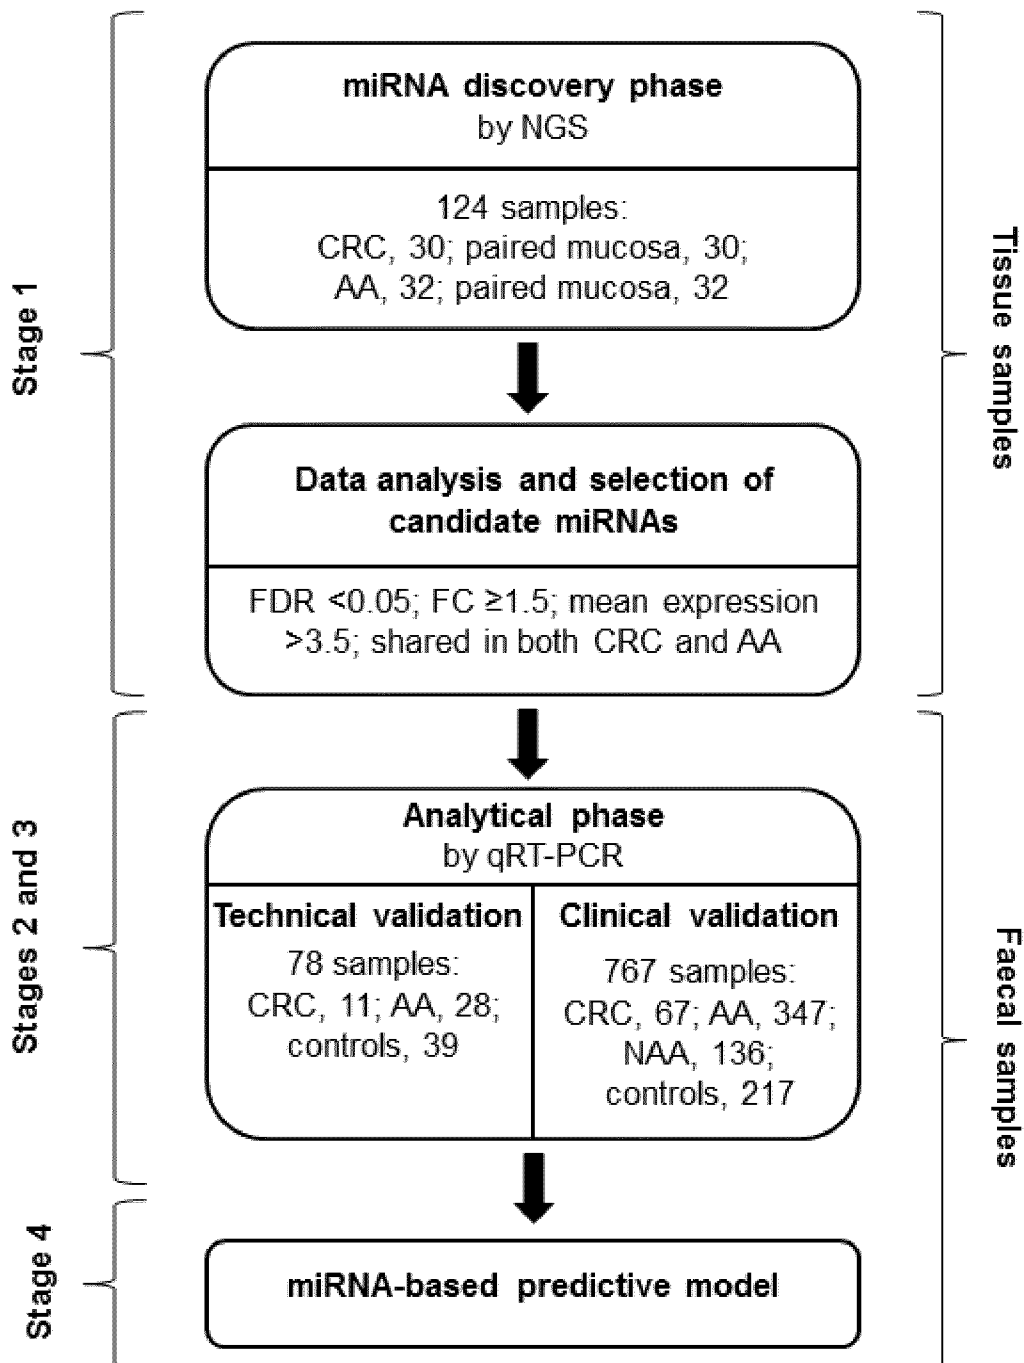 miRNA discovery phase
by NGS
124 samples:
CRC, 30; paired mucosa, 30;
AA, 32; paired mucosa, 32
Stage 1
Tissue samples
Data analysis and selection of
candidate miRNAs
FDR <0.05; FC ≥1.5; mean expression
>3.5; shared in both CRC and AA
Analytical phase
by qRT-PCR
Stages 2 and 3
Technical validation
78 samples:
CRC, 11; AA, 28;
controls, 39
Clinical validation
767 samples:
CRC, 67; AA, 347;
NAA, 136;
controls, 217
Faecal samples
Stage 4
miRNA-based predictive model